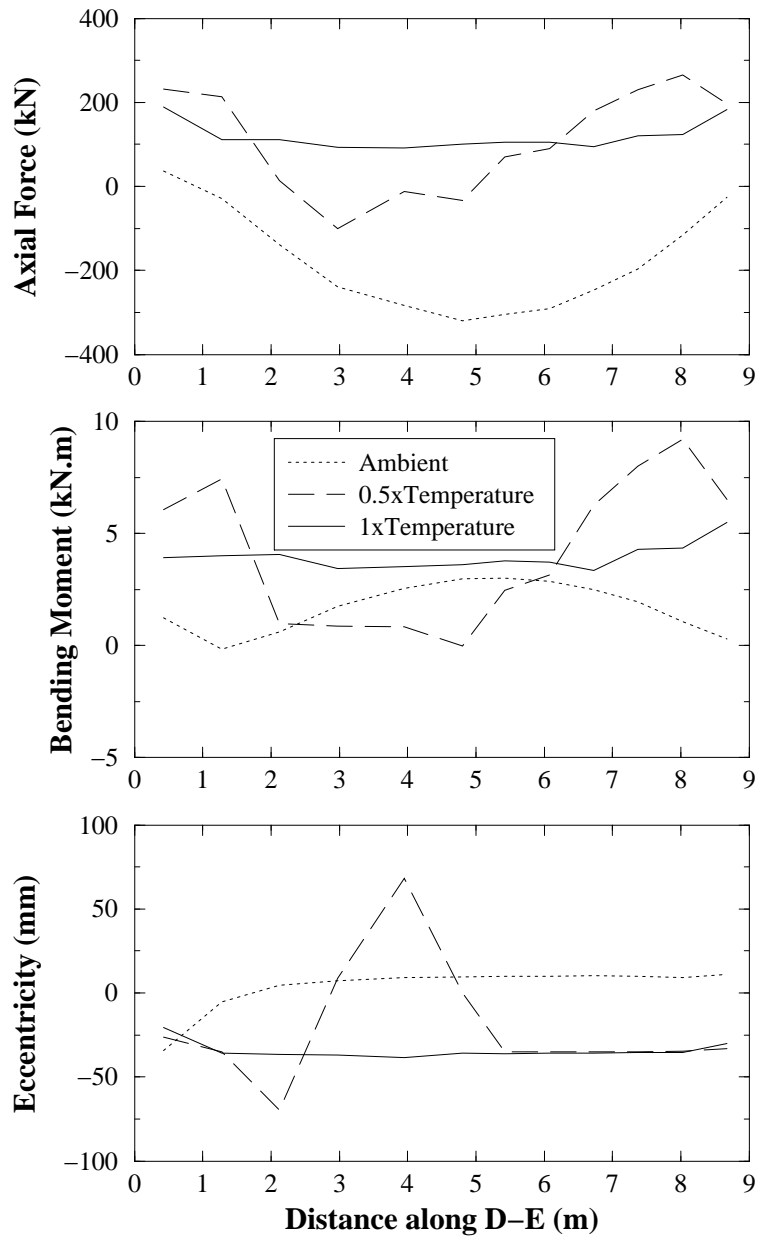 400
200
0
−200
−400
Axial Force (kN)
0 1 2 3 4 5 6 7 8 9
10
5
0
−5
Bending Moment (kN.m)
Ambient
0.5xTemperature
1xTemperature
0 1 2 3 4 5 6 7 8 9
100
50
0
−50
−100
Eccentricity (mm)
0 1 2 3 4 5 6 7 8 9
Distance along D−E (m)